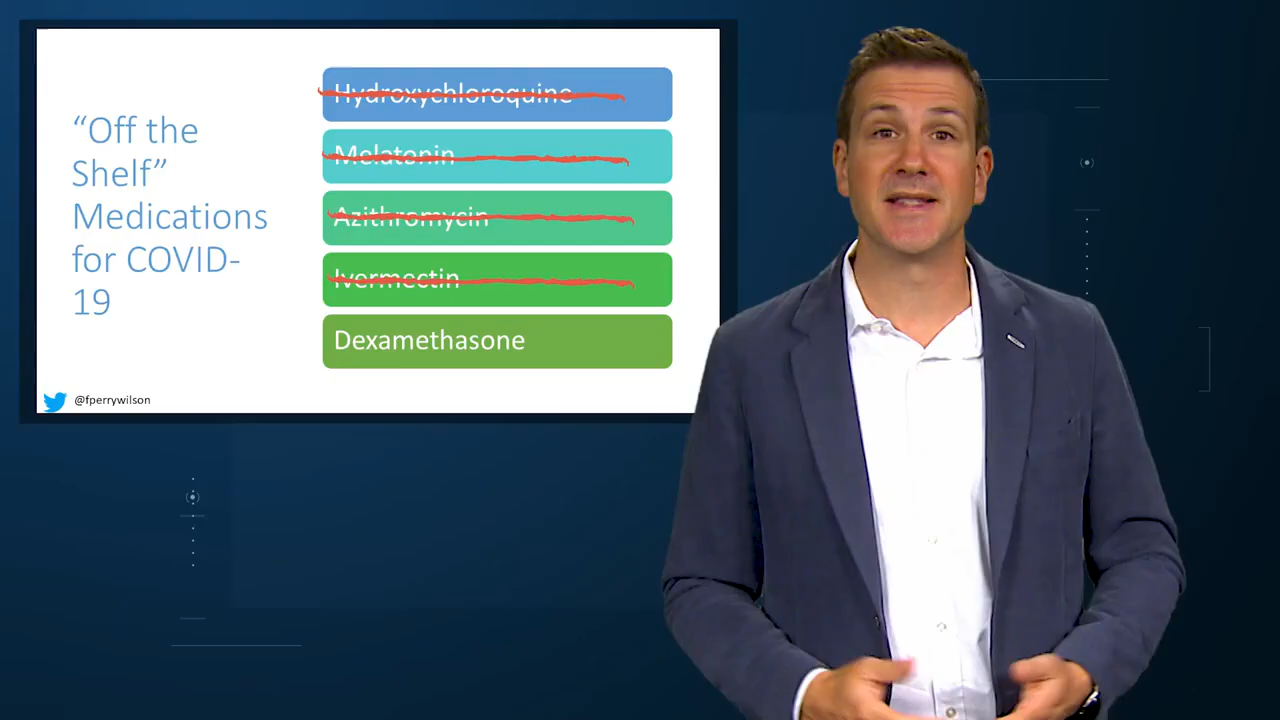 “Off the
Shelf”
Medications
for COVID-
19
Hydroxychloroquine
Melatonin
Azithromycin
Ivermectin
Dexamethasone
@fperrywilson